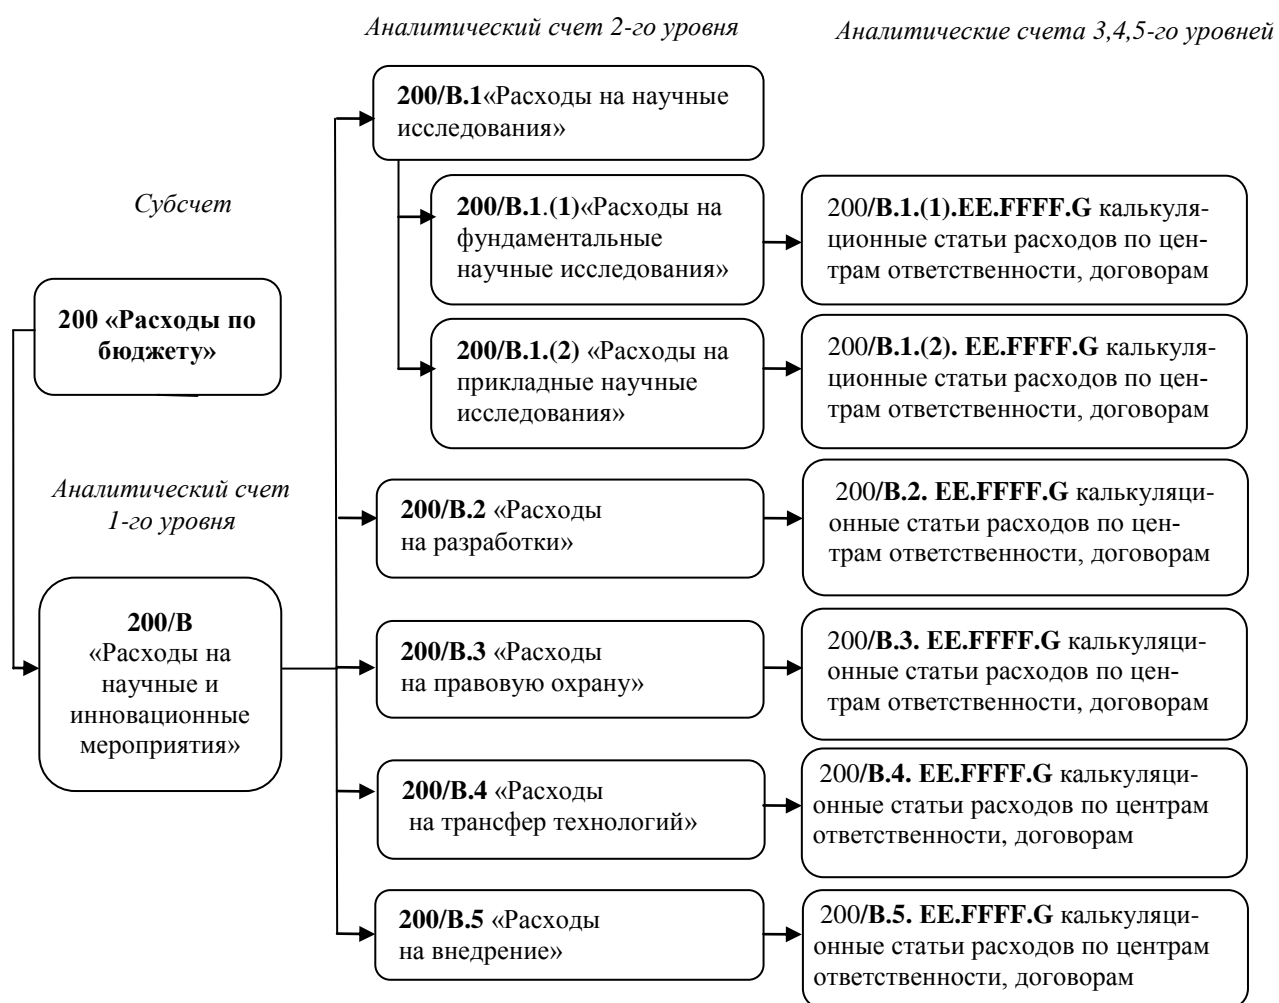 Аналитический счет 2-го уровня
Аналитические счета 3,4,5-го уровней
200/В.1«Расходы на научные
исследования»
Субсчет
200/В.1.(1)«Расходы на
фундаментальные
научные исследования»
200/В.1.(1).EE.FFFF.G калькуля-
ционные статьи расходов по цен-
трам ответственности, договорам
200 «Расходы по
бюджету»
200/В.1.(2) «Расходы на
прикладные научные
исследования»
200/В.1.(2). EE.FFFF.G калькуля-
ционные статьи расходов по цен-
трам ответственности, договорам
Аналитический счет
1-го уровня
200/В.2 «Расходы
на разработки»
200/В.2. EE.FFFF.G калькуляци-
онные статьи расходов по цен-
трам ответственности, договорам
200/В
«Расходы на
научные и
инновационные
мероприятия»
200/В.3 «Расходы
на правовую охрану»
200/В.3. EE.FFFF.G калькуляци-
онные статьи расходов по цен-
трам ответственности, договорам
200/В.4 «Расходы
на трансфер технологий»
200/В.4. EE.FFFF.G калькуляци-
онные статьи расходов по центрам
ответственности, договорам
200/В.5 «Расходы
на внедрение»
200/В.5. EE.FFFF.G калькуляци-
онные статьи расходов по центрам
ответственности, договорам